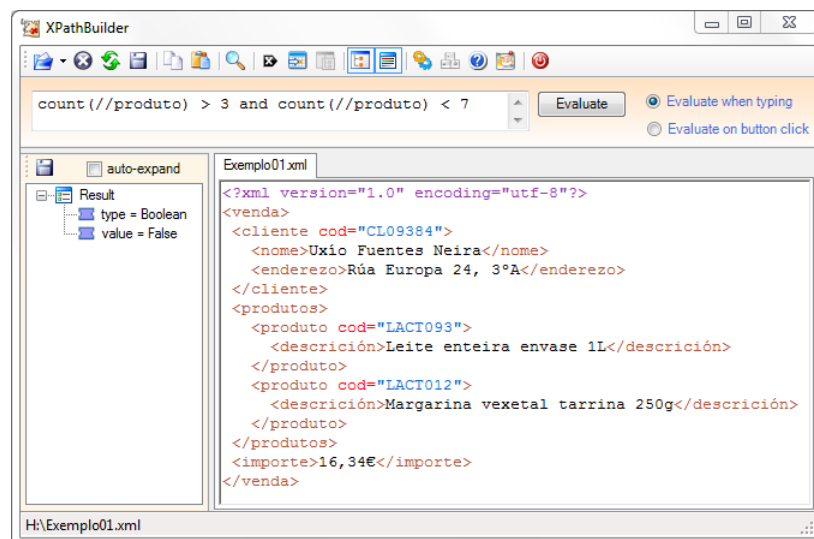 XPathBuilder
count(//produto) > 3 and count(//produto) < 7
Evaluate
Evaluate when typing
Evaluate on button click
auto-expand
Exemplo01.xml
Result
type = Boolean
value = False
<?xml version="1.0" encoding="utf-8"?>
<venda>
<cliente cod="CL09384">
<nome>Uxío Fuentes Neira</nome>
<enderezo>Rúa Europa 24, 3ºA</enderezo>
</cliente>
<produtos>
<produto cod="LACT093">
<descrición>Leite enteira envase 1L</descrición>
</produto>
<produto cod="LACT012">
<descrición>Margarina vexetal tarrina 250g</descrición>
</produto>
</produtos>
<importe>16,34€</importe>
</venda>
H:\Exemplo01.xml